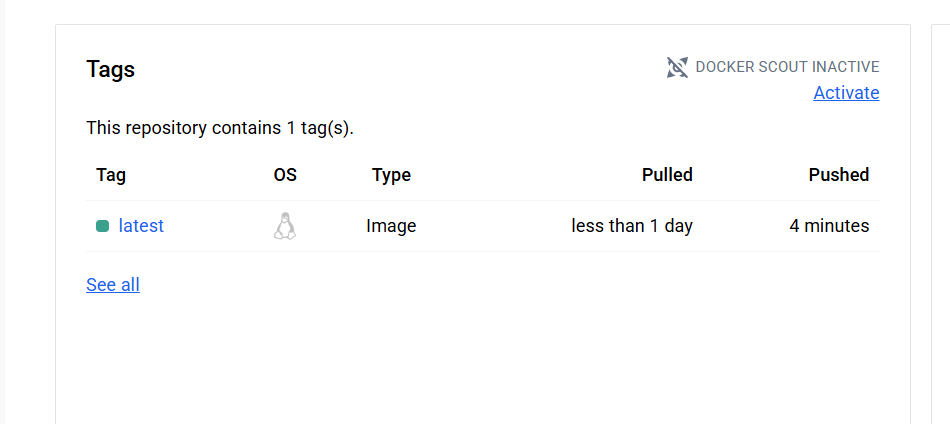 Tags
DOCKER SCOUT INACTIVE
Activate
This repository contains 1 tag(s).
Tag OS Type Pulled Pushed
latest Image less than 1 day 4 minutes
See all